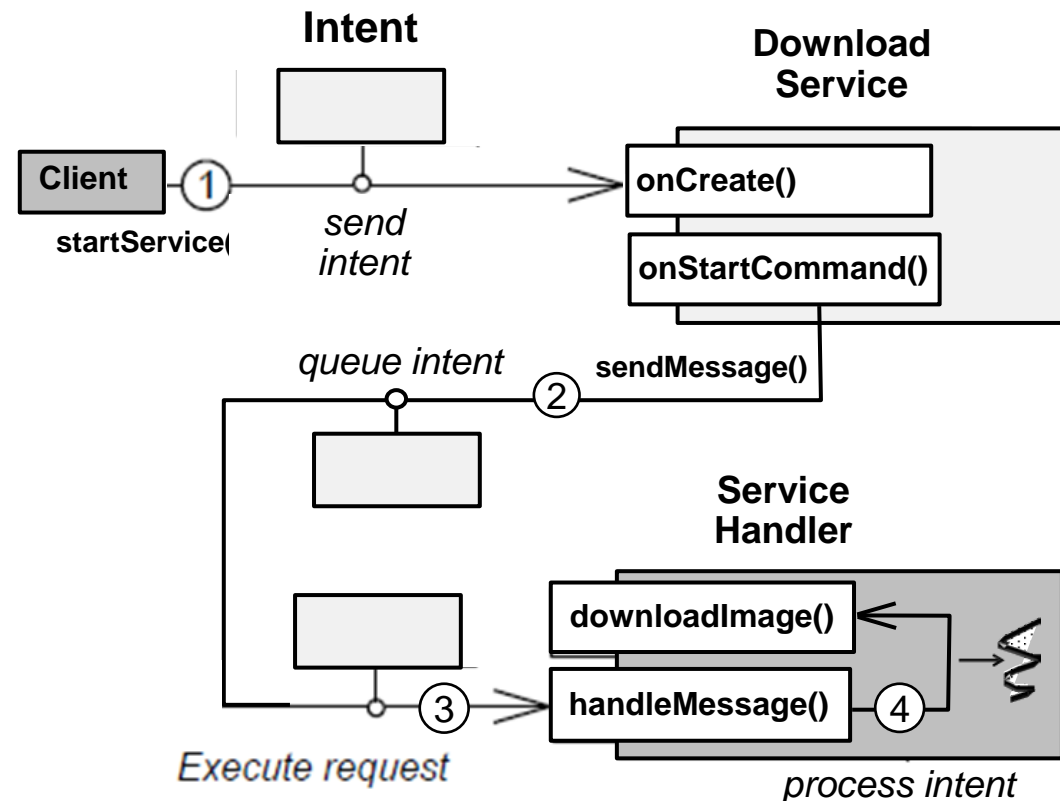 Intent
Download
Service
Client
1
onCreate()
send
intent
startService(
onStartCommand()
queue intent
sendMessage()
2
Service
Handler
downloadImage()
3
handleMessage()
4
Execute request
process intent